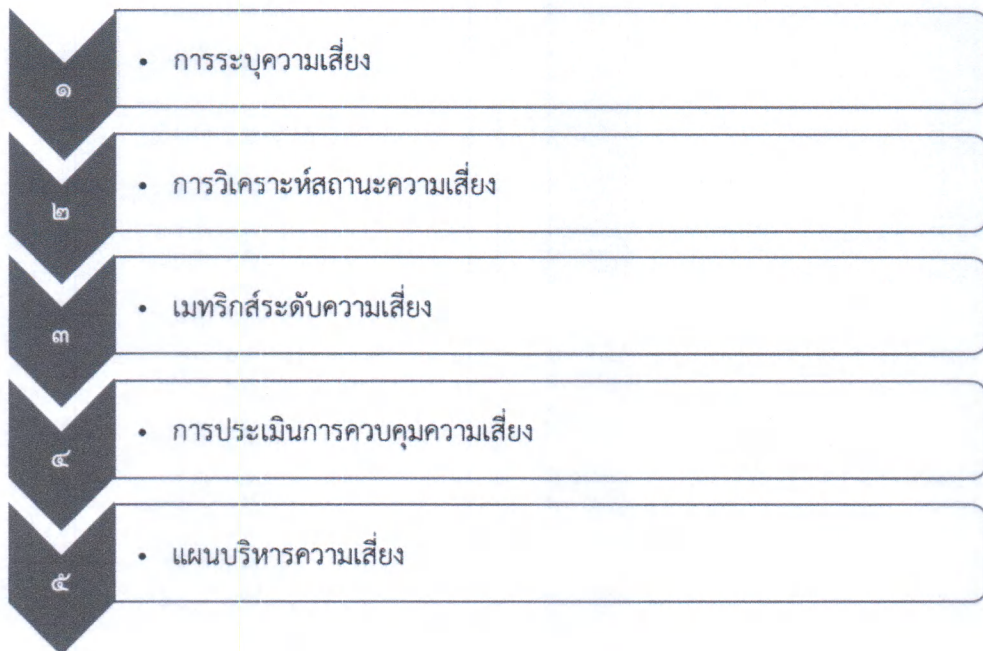 ๑
• การระบุความเสี่ยง
๒
• การวิเคราะห์สถานะความเสี่ยง
๓
• เมทริกส์ระดับความเสี่ยง
๔
• การประเมินการควบคุมความเสี่ยง
๕
• แผนบริหารความเสี่ยง